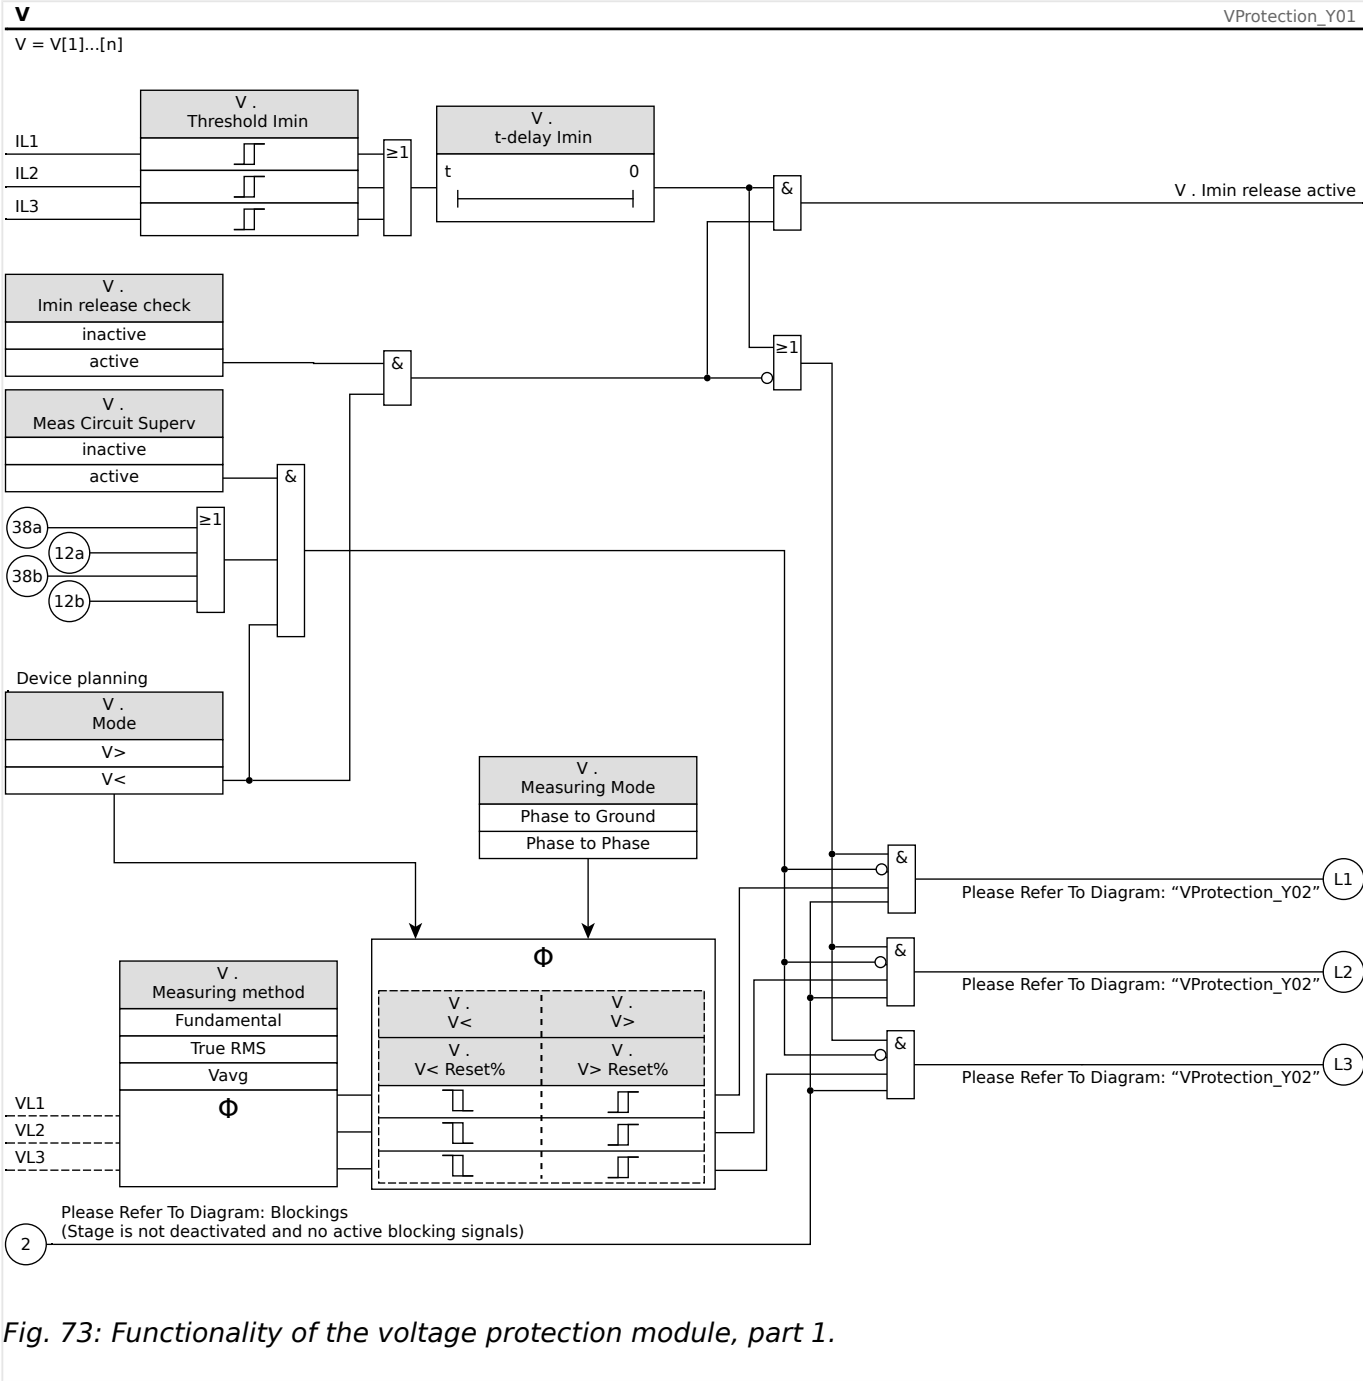 V
VProtection_Y01
V = V[1]...[n]
V .
Threshold Imin
V .
t-delay Imin
IL1
IL2
IL3
≥1
t
0
&
V . Imin release active
V .
Imin release check
inactive
active
&
≥1
V .
Meas Circuit Superv
inactive
active
&
38a
12a
38b
12b
≥1
Device planning
V .
Mode
V>
V<
V .
Measuring Mode
Phase to Ground
Phase to Phase
&
L1
Please Refer To Diagram: “VProtection_Y02”
&
L2
Please Refer To Diagram: “VProtection_Y02”
&
L3
Please Refer To Diagram: “VProtection_Y02”
V .
Measuring method
Fundamental
True RMS
Vavg
Φ
VL1
VL2
VL3
Φ
V .
V<
V .
V>
V .
V< Reset%
V .
V> Reset%
Please Refer To Diagram: Blockings
(Stage is not deactivated and no active blocking signals)
2
Fig. 73: Functionality of the voltage protection module, part 1.